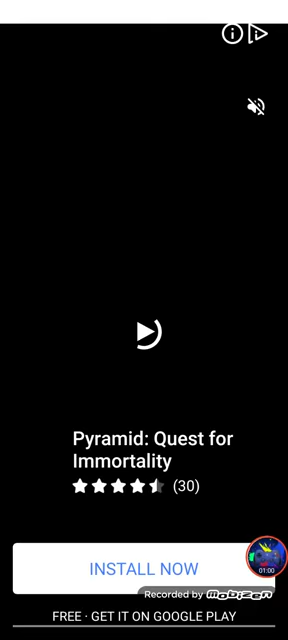 Pyramid: Quest for
Immortality
(30)
INSTALL NOW
01:00
Recorded by MOBIZEN
FREE · GET IT ON GOOGLE PLAY